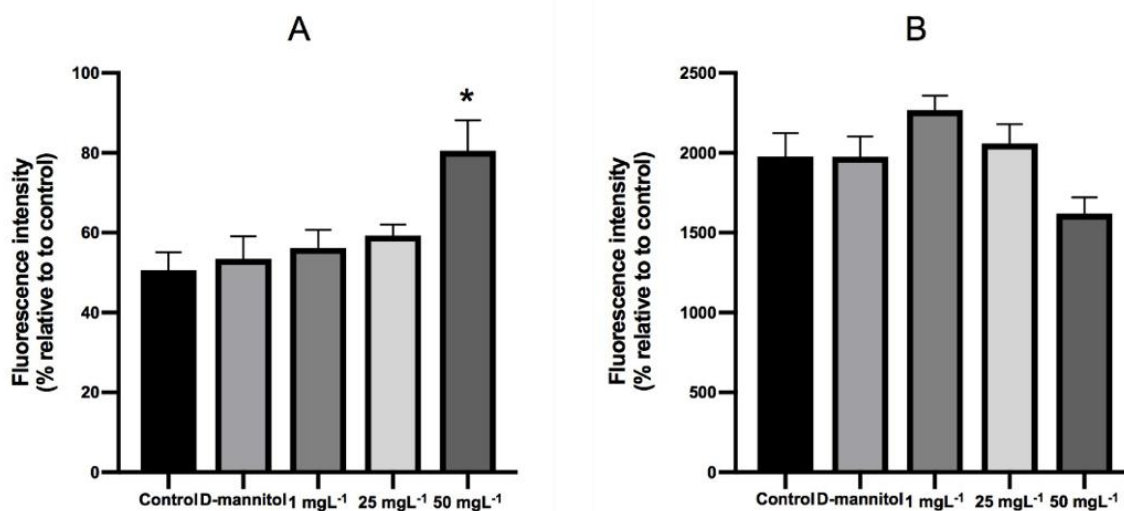 A
Fluorescence intensity
(% relative to to control)
100
80
60
40
20
0
*
Control
D-mannitol
1 mgL⁻¹
25 mgL⁻¹
50 mgL⁻¹
B
Fluorescence intensity
(% relative to to control)
2500
2000
1500
1000
500
0
Control
D-mannitol
1 mgL⁻¹
25 mgL⁻¹
50 mgL⁻¹